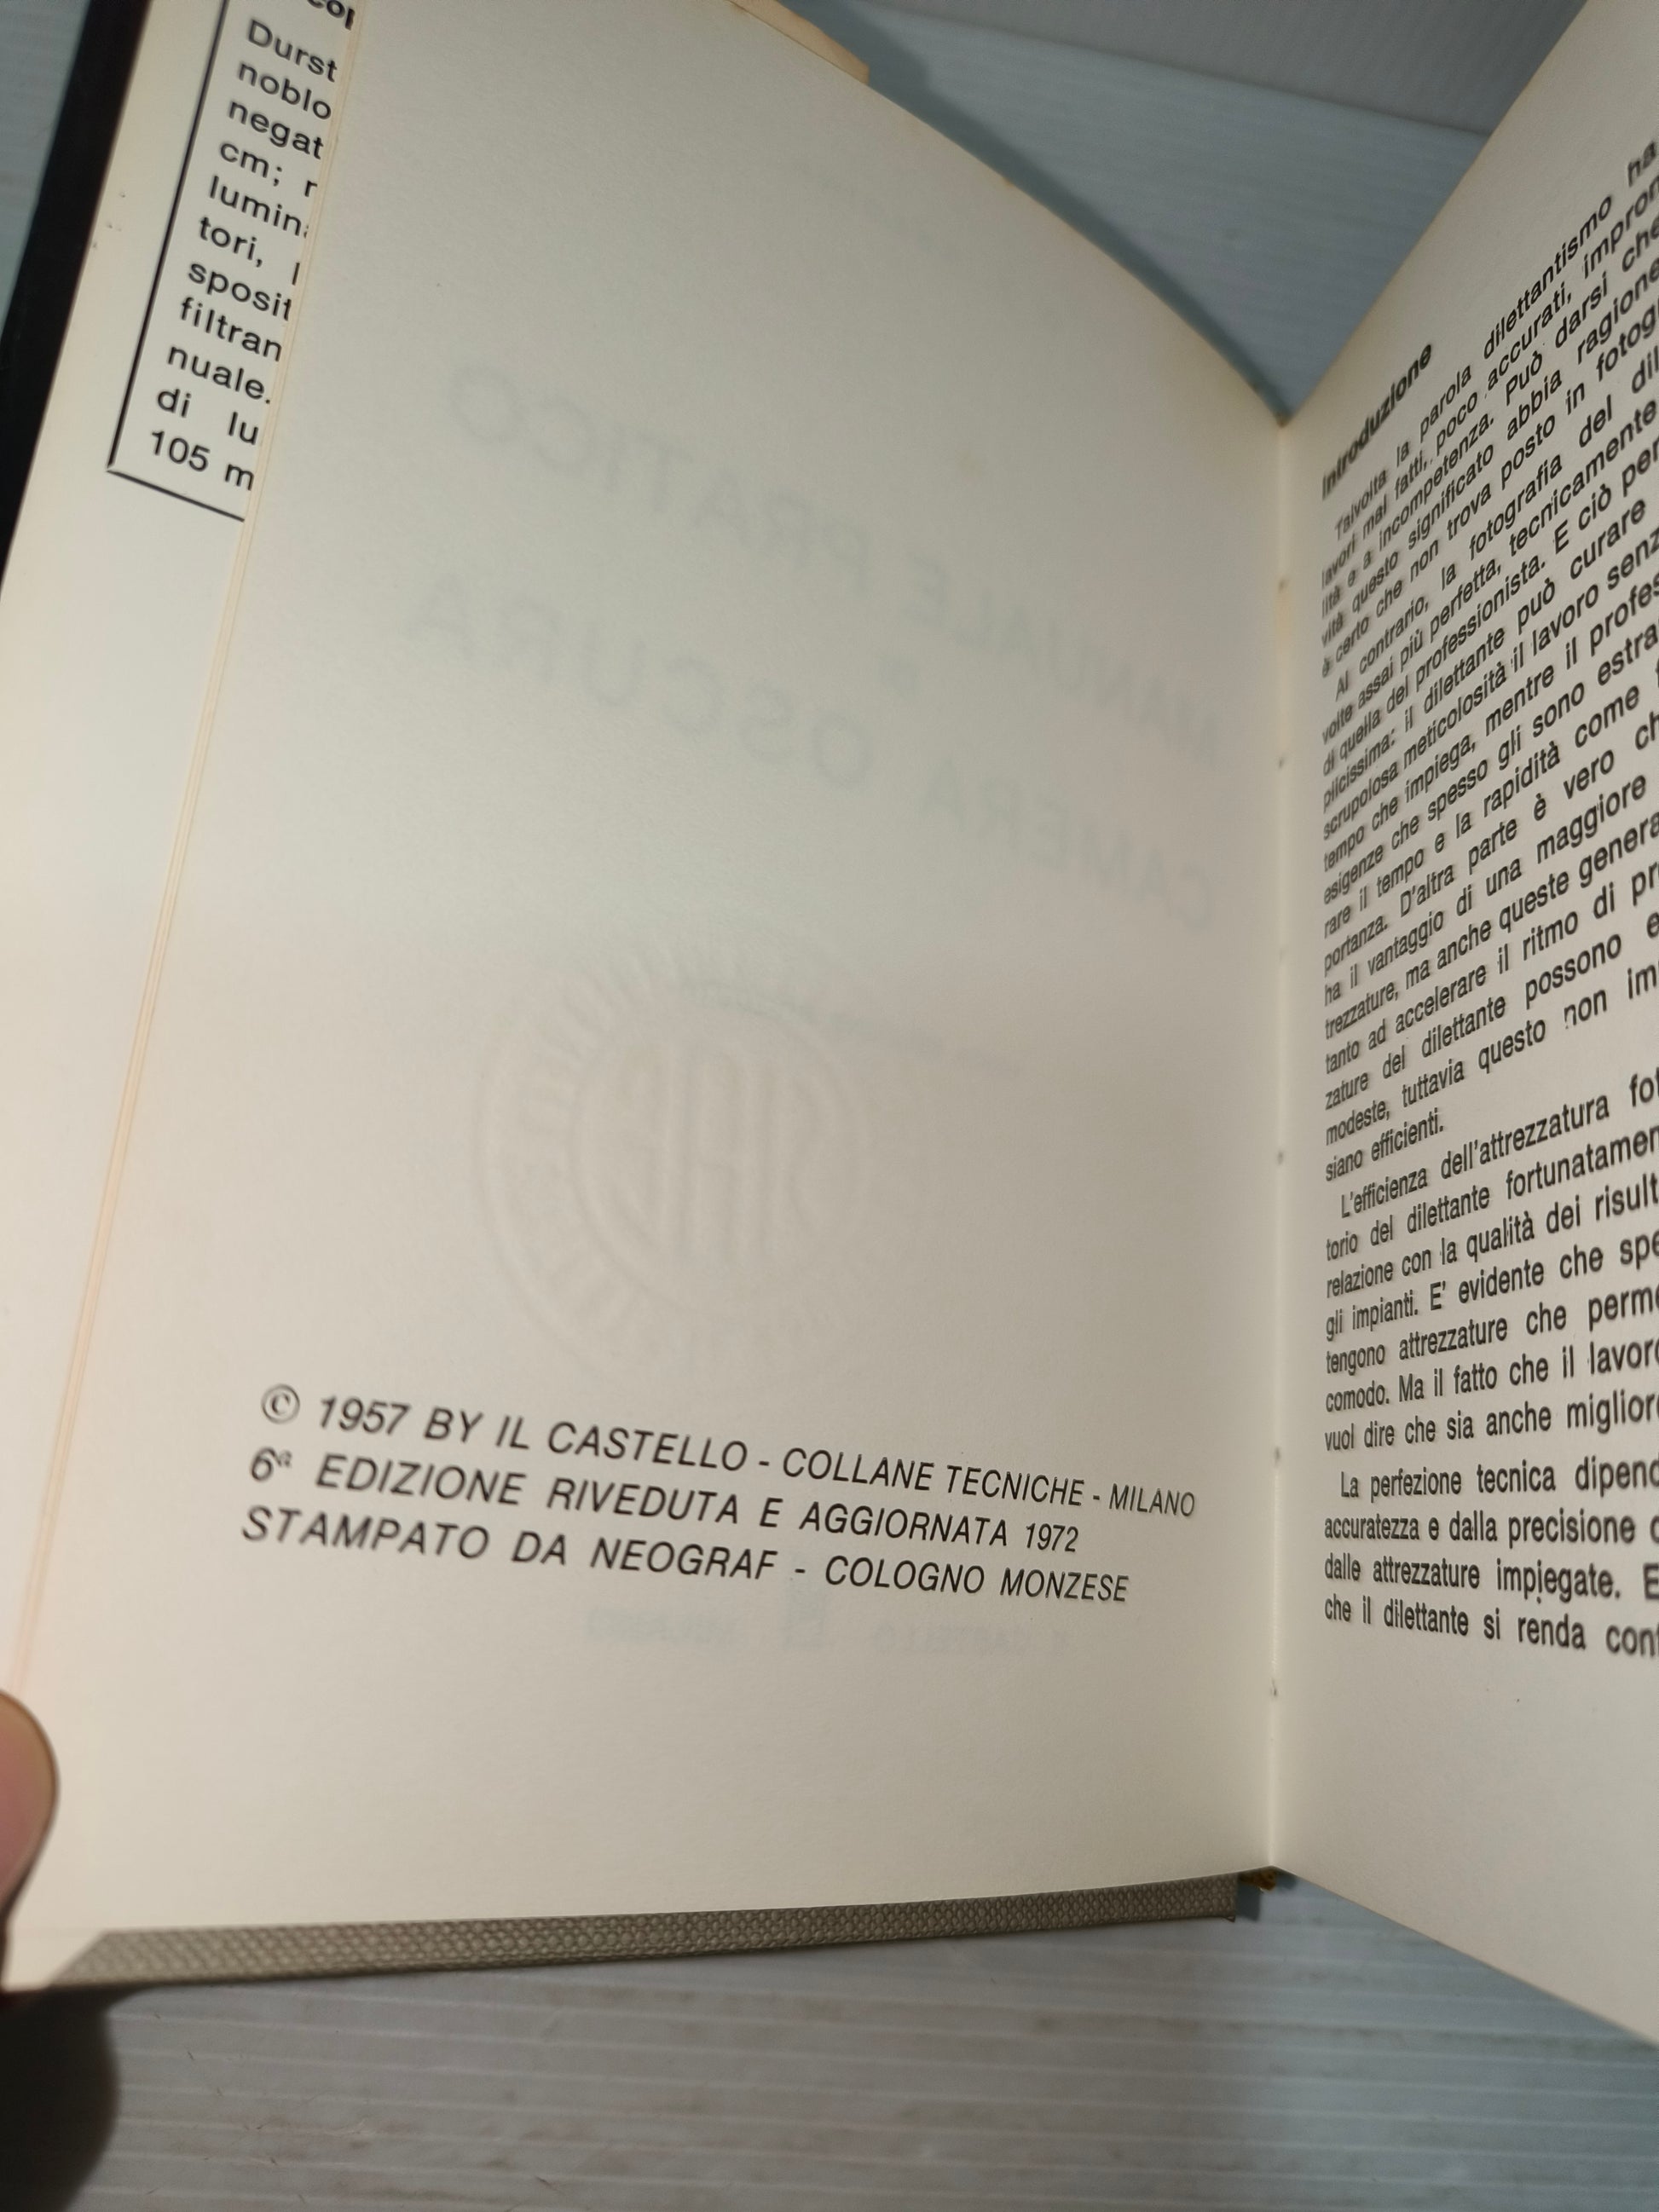 Durst
noblo
negat
cm; r
lumin
tori, l
sposit
filtran
nuale.
di lu
105 m
© 1957 BY IL CASTELLO - COLLANE TECNICHE - MILANO
6ª EDIZIONE RIVEDUTA E AGGIORNATA 1972
STAMPATO DA NEOGRAF - COLOGNO MONZESE
Introduzione
Talvolta la parola dilettantismo ha
lavori mal fatti, poco accurati, impron
lità e a incompetenza. Può darsi che
vità questo significato abbia ragione
è certo che non trova posto in fotogr
Al contrario, la fotografia del dil
volte assai più perfetta, tecnicamente
di quella del professionista. E ciò per
plicissima: il dilettante può curare
scrupolosa meticolosità il lavoro senz
tempo che impiega, mentre il profes
esigenze che spesso gli sono estra
rare il tempo e la rapidità come
portanza. D'altra parte è vero ch
ha il vantaggio di una maggiore
trezzature, ma anche queste genera
tanto ad accelerare il ritmo di pr
zature del dilettante possono e
modeste, tuttavia questo non im
siano efficienti.
L'efficienza dell'attrezzatura fot
torio del dilettante fortunatamen
relazione con la qualità dei risult
gli impianti. E' evidente che spe
tengono attrezzature che perme
comodo. Ma il fatto che il lavoro
vuol dire che sia anche migliore
La perfezione tecnica dipend
accuratezza e dalla precisione
dalle attrezzature impiegate. E
che il dilettante si renda cont